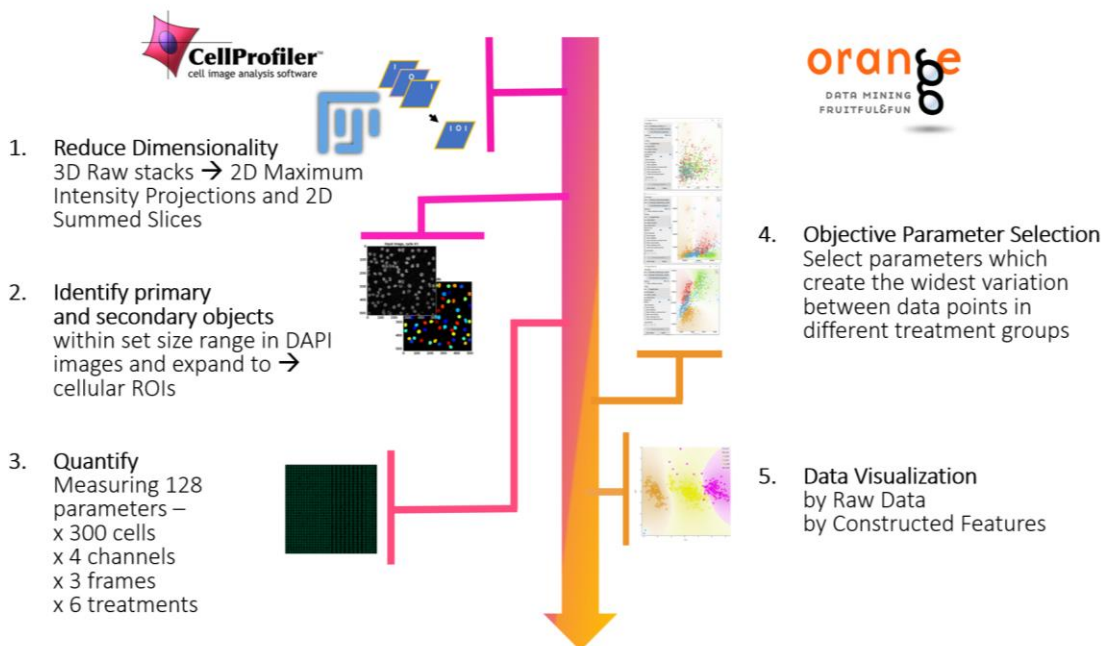 CellProfiler™
cell image analysis software
orange
DATA MINING
FRUITFUL&FUN
I
O
I
I O I
1. Reduce Dimensionality
3D Raw stacks → 2D Maximum
Intensity Projections and 2D
Summed Slices
2. Identify primary
and secondary objects
within set size range in DAPI
images and expand to →
cellular ROIs
3. Quantify
Measuring 128
parameters –
x 300 cells
x 4 channels
x 3 frames
x 6 treatments
4. Objective Parameter Selection
Select parameters which
create the widest variation
between data points in
different treatment groups
5. Data Visualization
by Raw Data
by Constructed Features